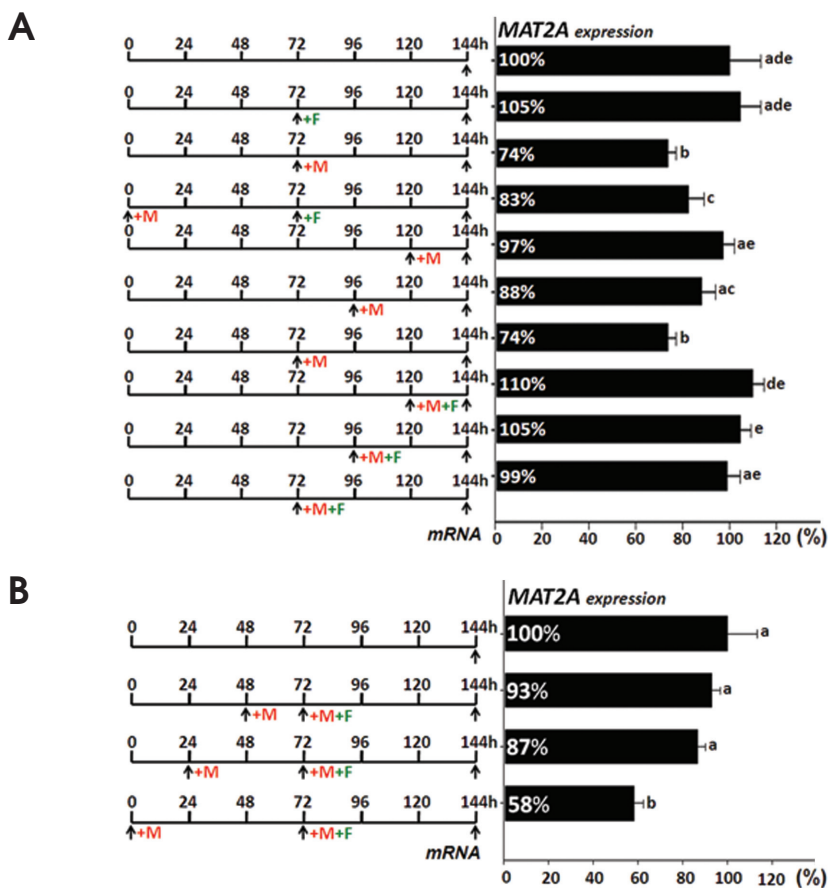 A
MAT2A expression
0 24 48 72 96 120 144h
100% ade
0 24 48 72 96 120 144h
105% ade
+F
0 24 48 72 96 120 144h
74% b
+M
0 24 48 72 96 120 144h
83% c
+M +F
0 24 48 72 96 120 144h
97% ae
+M
0 24 48 72 96 120 144h
88% ac
+M
0 24 48 72 96 120 144h
74% b
+M
0 24 48 72 96 120 144h
110% de
+M+F
0 24 48 72 96 120 144h
105% e
+M+F
0 24 48 72 96 120 144h
99% ae
+M+F
mRNA 0 20 40 60 80 100 120 (%)
B
MAT2A expression
0 24 48 72 96 120 144h
100% a
0 24 48 72 96 120 144h
93% a
+M +M+F
0 24 48 72 96 120 144h
87% a
+M +M+F
0 24 48 72 96 120 144h
58% b
+M +M+F
mRNA
0 20 40 60 80 100 120 (%)